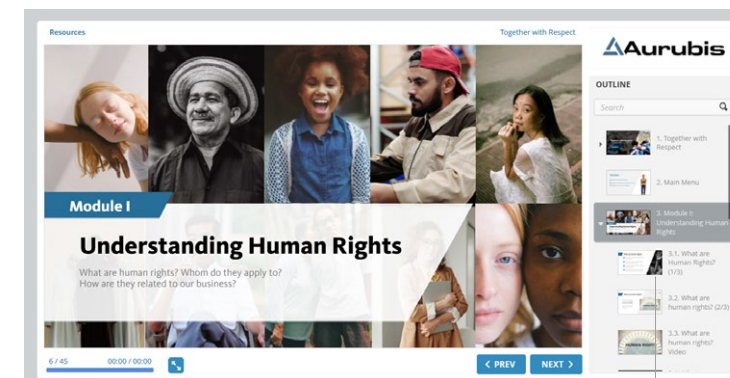 Resources
Together with Respect
Aurubis
OUTLINE
Search
1. Together with
Respect
2. Main Menu
3. Module I:
Understanding Human
Rights
3.1. What are
Human Rights?
(1/3)
3.2. What are
human rights? (2/3)
3.3. What are
human rights?
Video
Module I
Understanding Human Rights
What are human rights? Whom do they apply to?
How are they related to our business?
6 / 45
00:00 / 00:00
< PREV
NEXT >